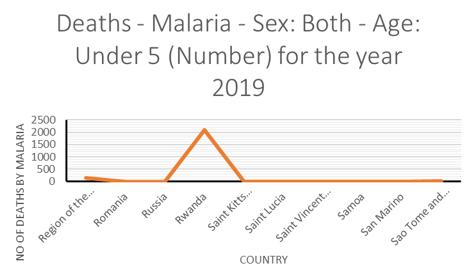 Deaths - Malaria - Sex: Both - Age:
Under 5 (Number) for the year
2019
NO OF DEATHS BY MALARIA
2500
2000
1500
1000
500
0
Region of the...
Romania
Russia
Rwanda
Saint Kitts...
Saint Lucia
Saint Vincent...
Samoa
San Marino
Sao Tome and...
COUNTRY